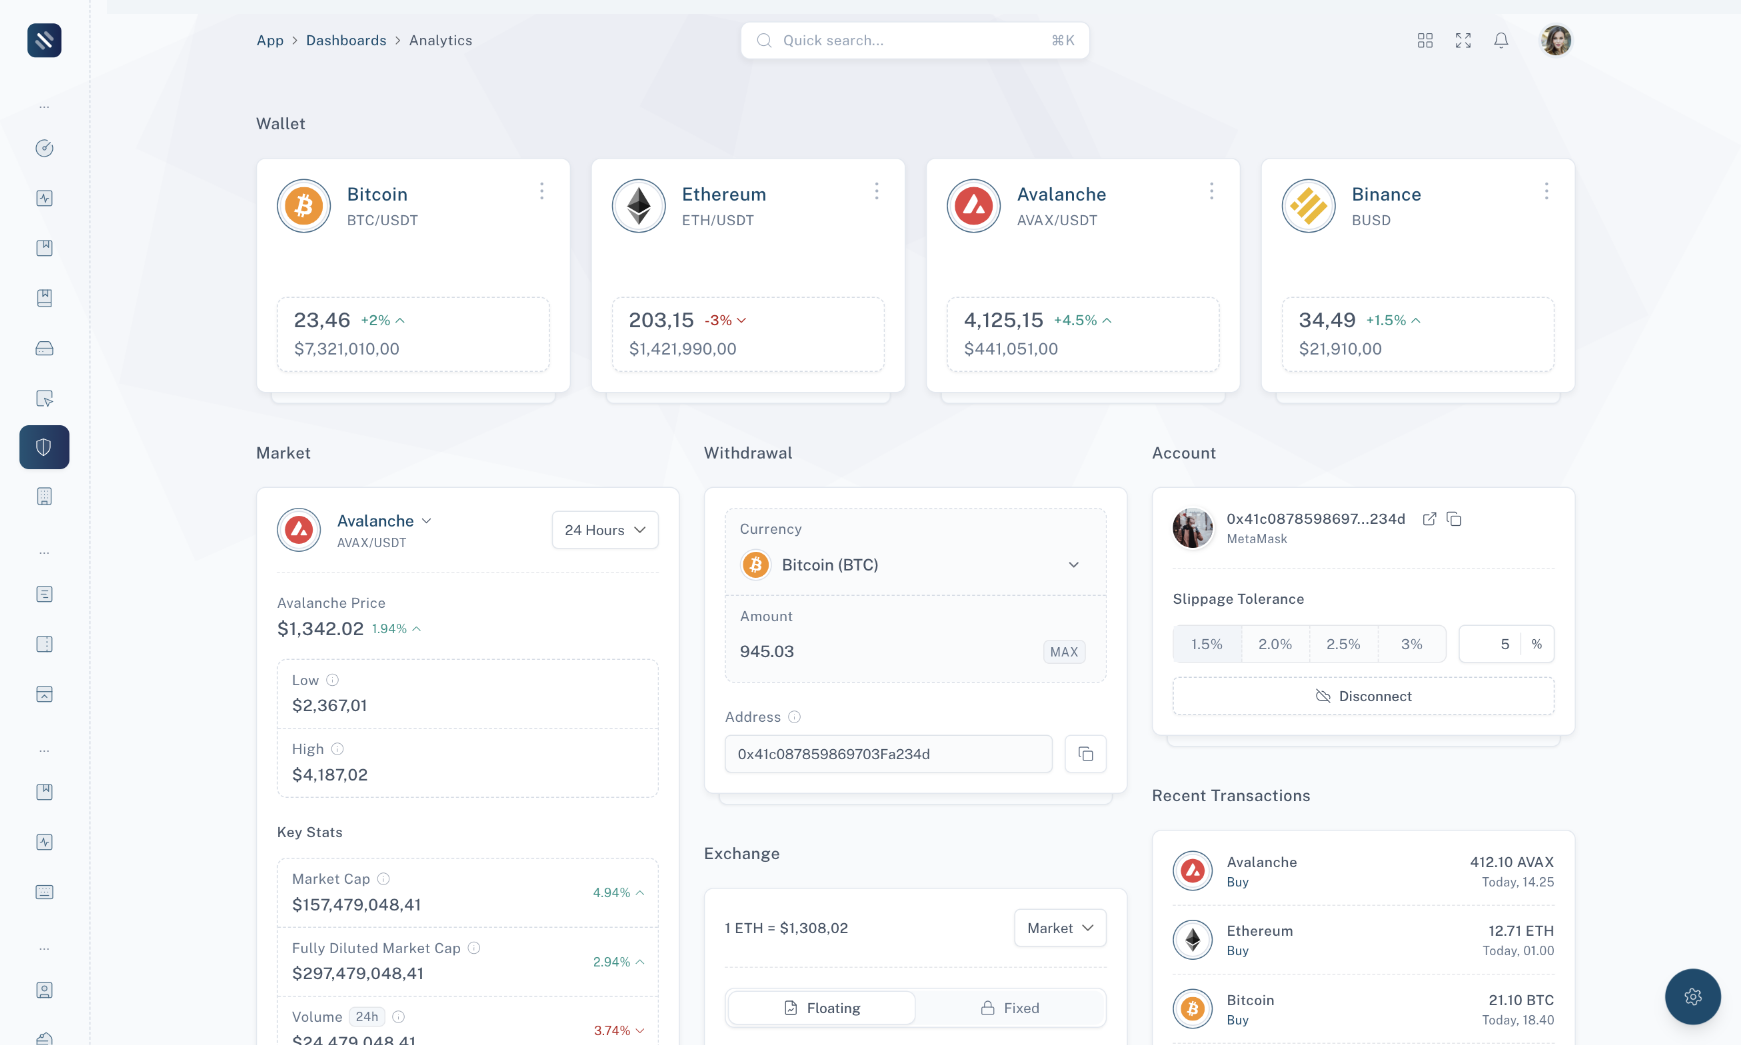 App > Dashboards > Analytics
Quick search... ⌘K
Wallet
Bitcoin
BTC/USDT
23,46 +2%
$7,321,010,00
Ethereum
ETH/USDT
203,15 -3%
$1,421,990,00
Avalanche
AVAX/USDT
4,125,15 +4.5%
$441,051,00
Binance
BUSD
34,49 +1.5%
$21,910,00
Market
Avalanche
AVAX/USDT
24 Hours
Avalanche Price
$1,342.02 1.94%
Low
$2,367,01
High
$4,187,02
Key Stats
Market Cap
$157,479,048,41
4.94%
Fully Diluted Market Cap
$297,479,048,41
2.94%
Volume 24h
$24,479,048,41
3.74%
Withdrawal
Currency
Bitcoin (BTC)
Amount
945.03 MAX
Address
0x41c087859869703Fa234d
Exchange
1 ETH = $1,308,02
Market
Floating Fixed
Account
0x41c0878598697...234d
MetaMask
Slippage Tolerance
1.5% 2.0% 2.5% 3% 5 %
Disconnect
Recent Transactions
Avalanche 412.10 AVAX
Buy Today, 14.25
Ethereum 12.71 ETH
Buy Today, 01.00
Bitcoin 21.10 BTC
Buy Today, 18.40